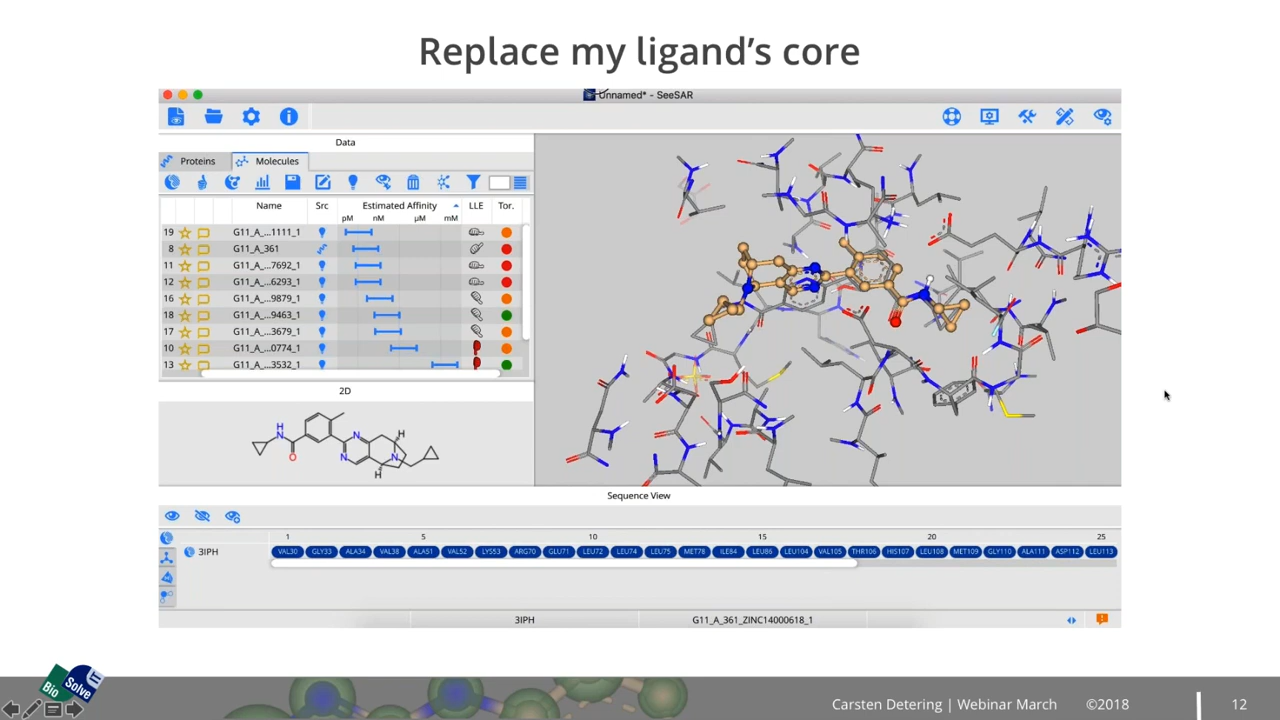 Replace my ligand's core
Unnamed* - SeeSAR
Data
Proteins Molecules
Name Src Estimated Affinity LLE Tor.
pM nM µM mM
19 G11_A_...1111_1
8 G11_A_361
11 G11_A_...7692_1
12 G11_A_...6293_1
16 G11_A_...9879_1
18 G11_A_...9463_1
17 G11_A_...3679_1
10 G11_A_...0774_1
13 G11_A_...3532_1
2D
H
N
O
N
N
H
N
H
Sequence View
1 5 10 15 20 25
3IPH VAL30 GLY33 ALA34 VAL38 ALA51 VAL52 LYS53 ARG70 GLU71 LEU72 LEU74 LEU75 MET78 ILE84 LEU86 LEU104 VAL105 THR106 HIS107 LEU108 MET109 GLY110 ALA111 ASP112 LEU113
3IPH G11_A_361_ZINC14000618_1
Bio Solve IT
Carsten Detering | Webinar March ©2018 12